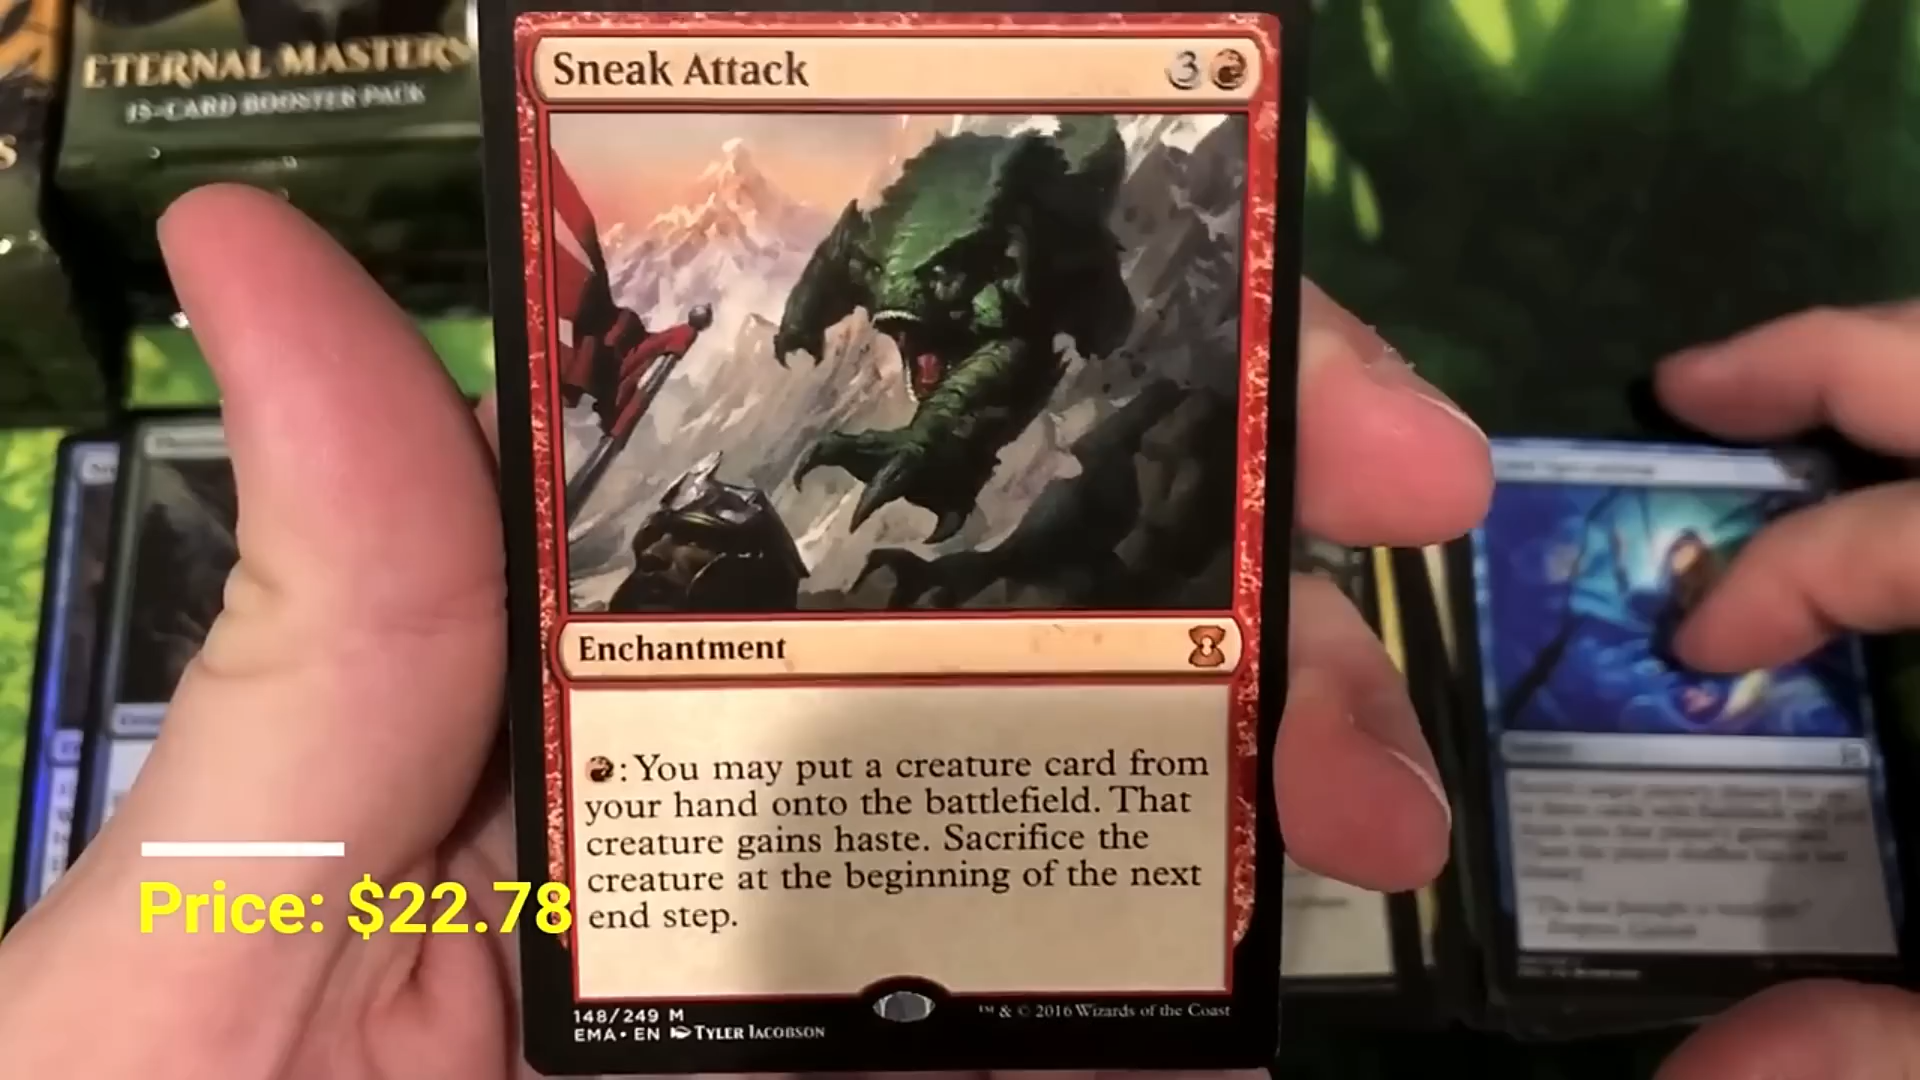 ETERNAL MASTERS
15-CARD BOOSTER PACK
S
Sneak Attack 3
Enchantment
: You may put a creature card from
your hand onto the battlefield. That
creature gains haste. Sacrifice the
creature at the beginning of the next
end step.
Price: $22.78
148/249 M
EMA • EN TYLER JACOBSON
™ & © 2016 Wizards of the Coast